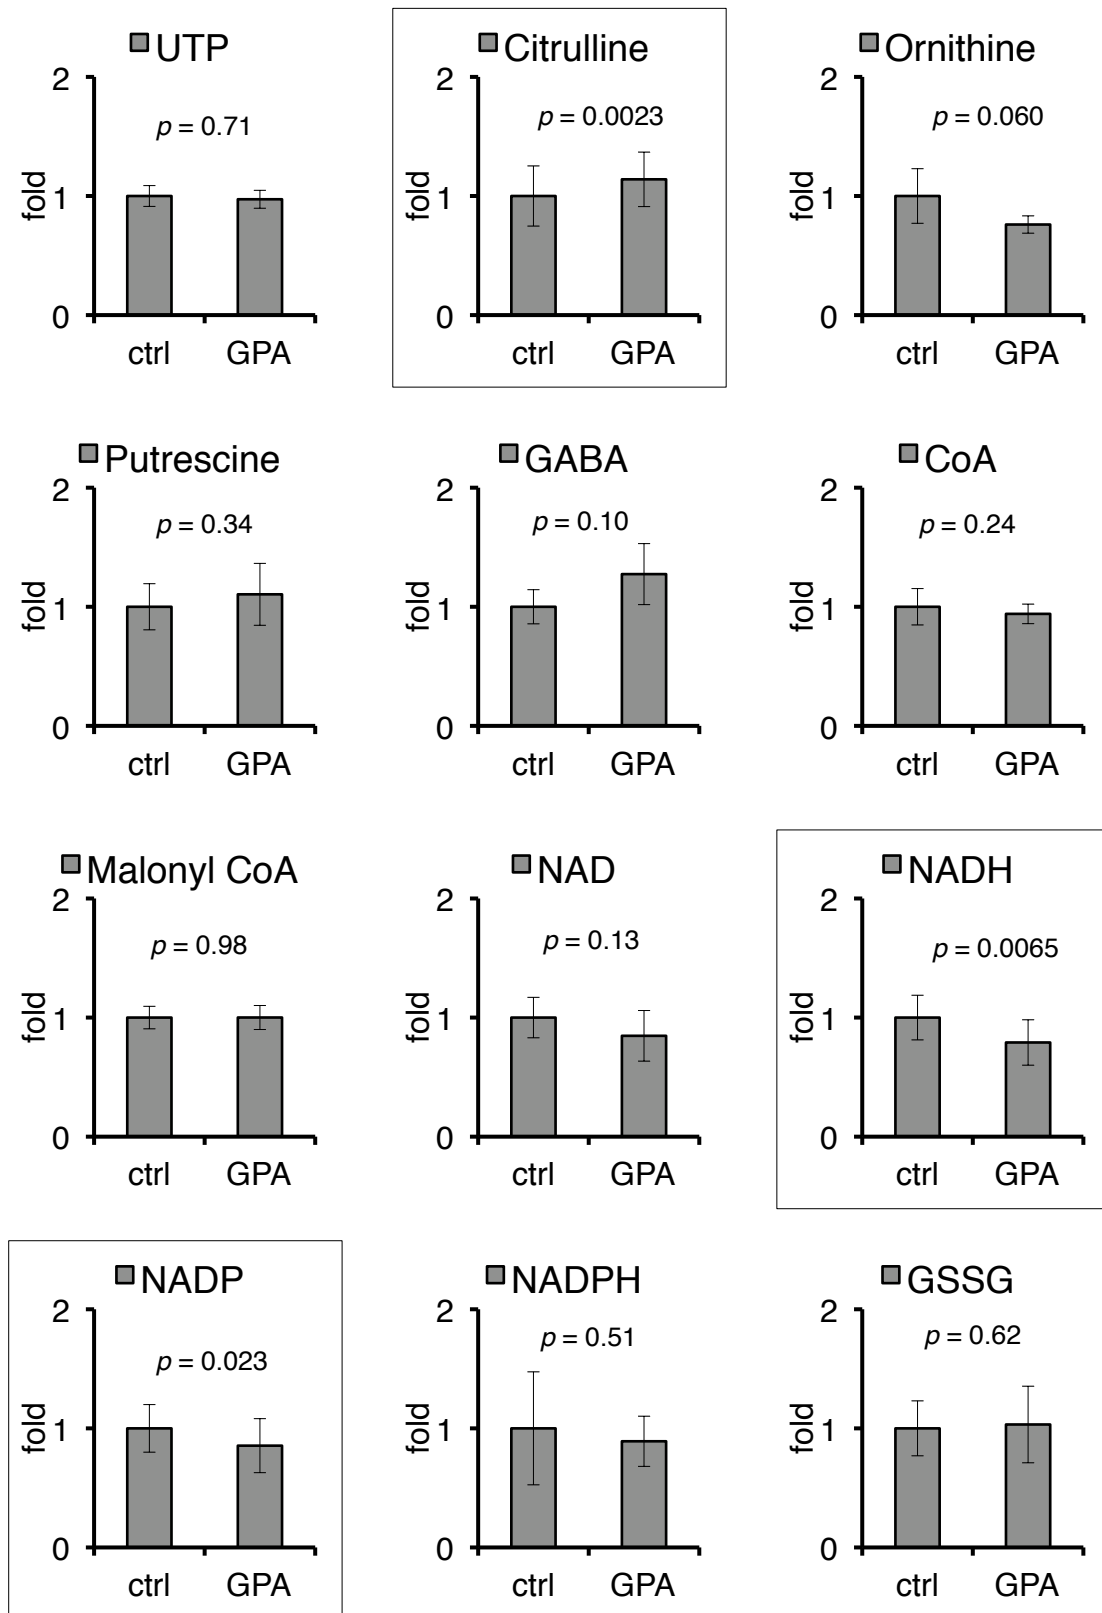 UTP
2
p = 0.71
fold
1
0
ctrl GPA
Citrulline
2
p = 0.0023
fold
1
0
ctrl GPA
Ornithine
2
p = 0.060
fold
1
0
ctrl GPA
Putrescine
2
p = 0.34
fold
1
0
ctrl GPA
GABA
2
p = 0.10
fold
1
0
ctrl GPA
CoA
2
p = 0.24
fold
1
0
ctrl GPA
Malonyl CoA
2
p = 0.98
fold
1
0
ctrl GPA
NAD
2
p = 0.13
fold
1
0
ctrl GPA
NADH
2
p = 0.0065
fold
1
0
ctrl GPA
NADP
2
p = 0.023
fold
1
0
ctrl GPA
NADPH
2
p = 0.51
fold
1
0
ctrl GPA
GSSG
2
p = 0.62
fold
1
0
ctrl GPA